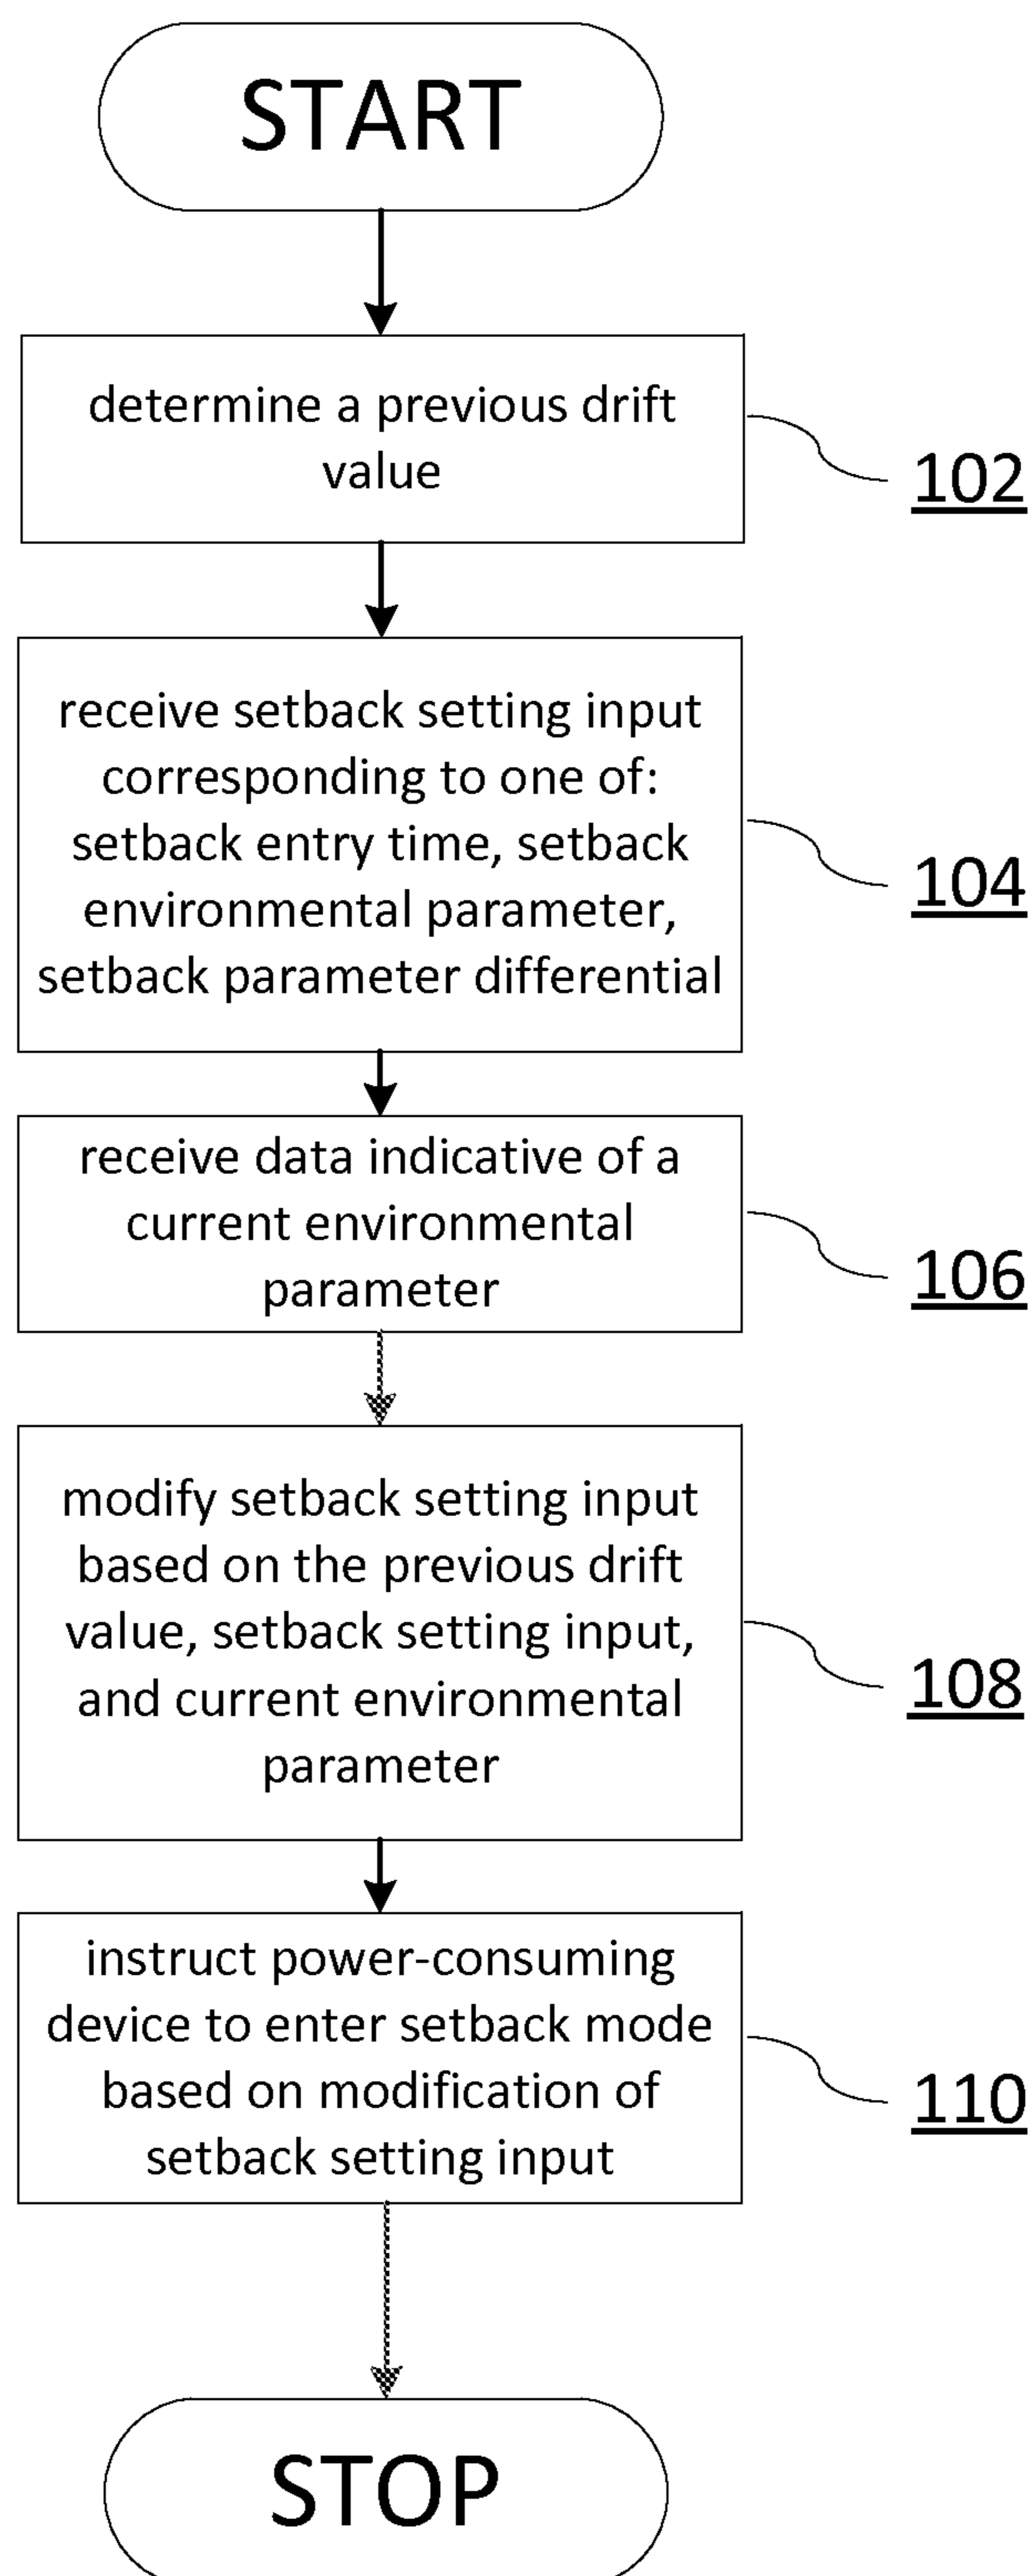 START
determine a previous drift
value
102
receive setback setting input
corresponding to one of:
setback entry time, setback
environmental parameter,
setback parameter differential
104
receive data indicative of a
current environmental
parameter
106
modify setback setting input
based on the previous drift
value, setback setting input,
and current environmental
parameter
108
instruct power-consuming
device to enter setback mode
based on modification of
setback setting input
110
STOP